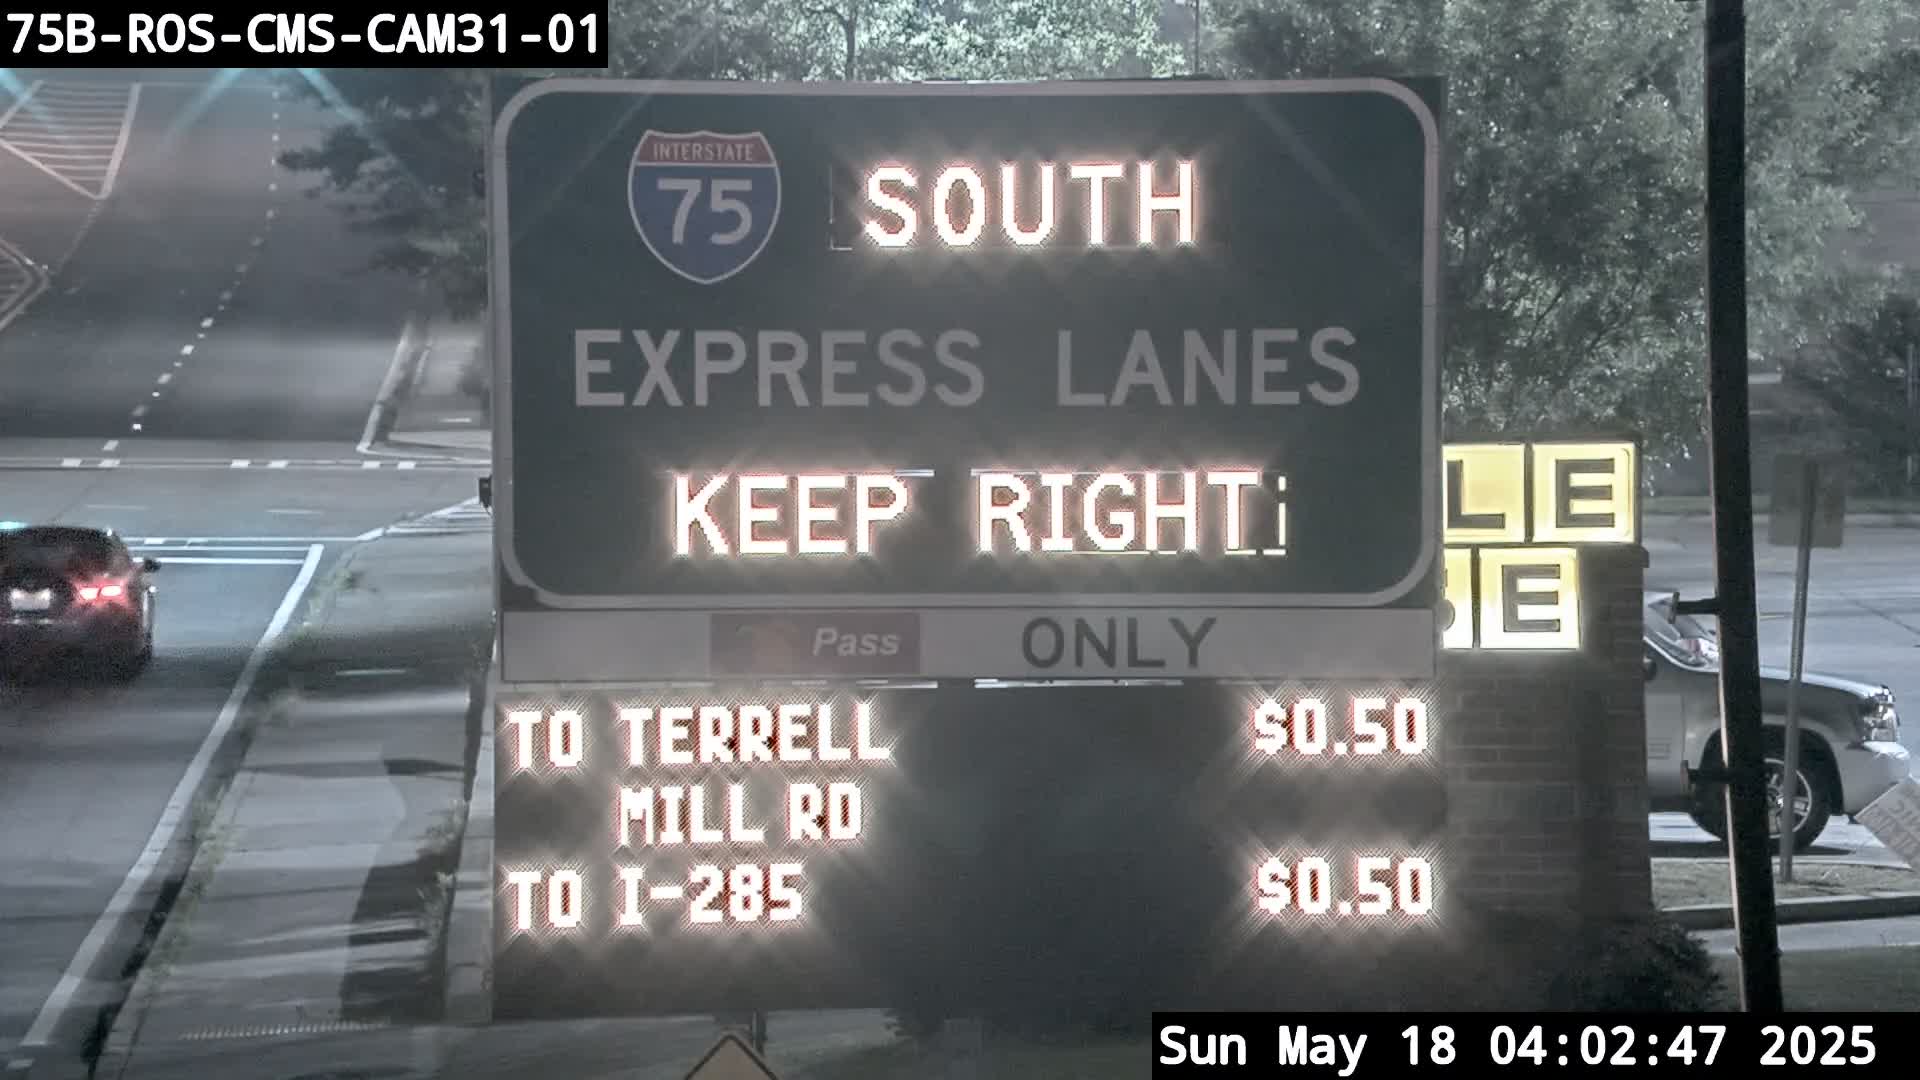 75B-ROS-CMS-CAM31-01
INTERSTATE
75
SOUTH
EXPRESS LANES
KEEP RIGHT
Pass ONLY
TO TERRELL $0.50
MILL RD
TO I-285 $0.50
LE
E
Sun May 18 04:02:47 2025